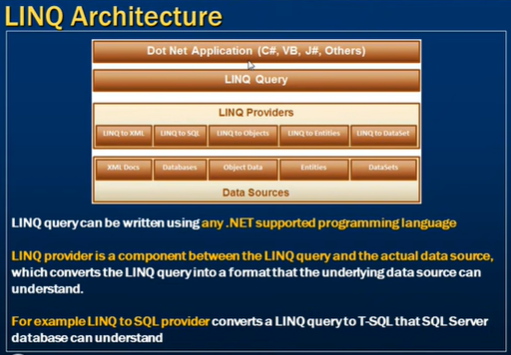 LINQ Architecture
Dot Net Application (C#, VB, J#, Others)
LINQ Query
LINQ Providers
LINQ to XML LINQ to SQL LINQ to Objects LINQ to Entities LINQ to DataSet
XML Docs Databases Object Data Entities DataSets
Data Sources
LINQ query can be written using any .NET supported programming language
LINQ provider is a component between the LINQ query and the actual data source,
which converts the LINQ query into a format that the underlying data source can
understand.
For example LINQ to SQL provider converts a LINQ query to T-SQL that SQL Server
database can understand